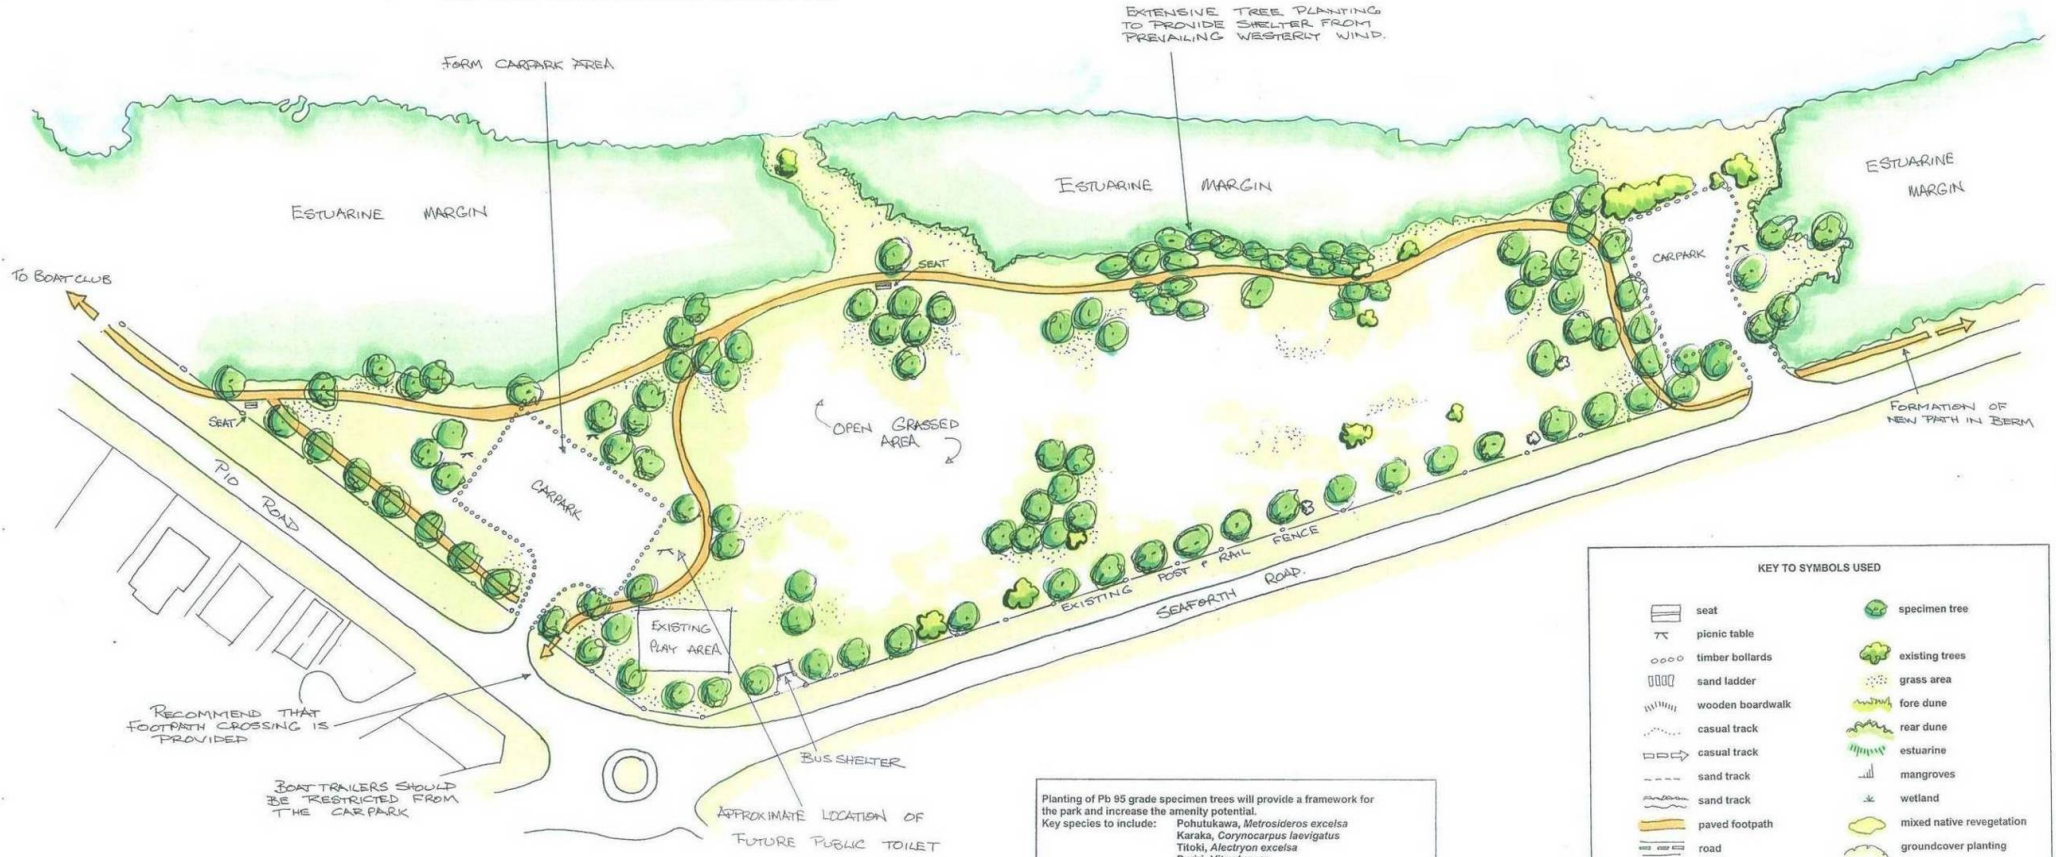 EXTENSIVE TREE PLANTING
TO PROVIDE SHELTER FROM
PREVAILING WESTERLY WIND.
FORM CARPARK AREA
ESTUARINE MARGIN
ESTUARINE MARGIN
ESTUARINE
MARGIN
TO BOAT CLUB
SEAT
CARPARK
SEAT
OPEN GRASSED
AREA
FORMATION OF
NEW PATH IN BERM
PIO ROAD
CARPARK
EXISTING POST & RAIL FENCE
SEAFORTH ROAD.
EXISTING
PLAY AREA
RECOMMEND THAT
FOOTPATH CROSSING IS
PROVIDED
BUS SHELTER
BOAT TRAILERS SHOULD
BE RESTRICTED FROM
THE CARPARK
APPROXIMATE LOCATION OF
FUTURE PUBLIC TOILET
Planting of Pb 95 grade specimen trees will provide a framework for
the park and increase the amenity potential.
Key species to include: Pohutukawa, Metrosideros excelsa
Karaka, Corynocarpus laevigatus
Titoki, Alectryon excelsa
KEY TO SYMBOLS USED
seat
picnic table
timber bollards
sand ladder
wooden boardwalk
casual track
casual track
sand track
sand track
paved footpath
road
specimen tree
existing trees
grass area
fore dune
rear dune
estuarine
mangroves
wetland
mixed native revegetation
groundcover planting